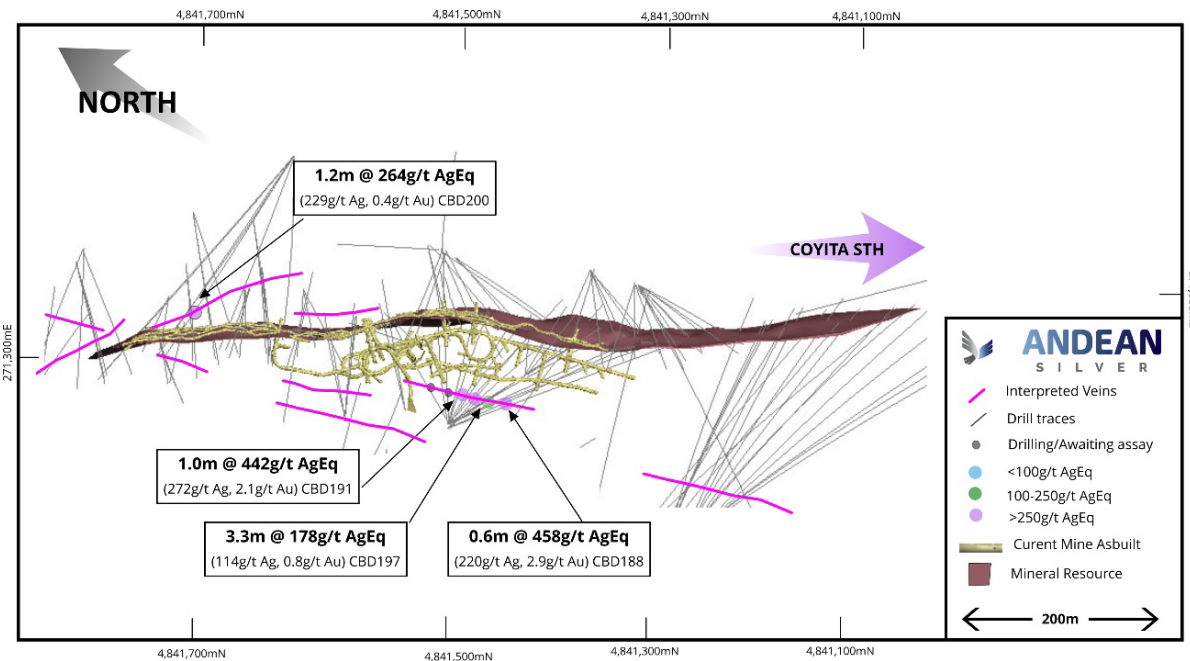 4,841,700mN 4,841,500mN 4,841,300mN 4,841,100mN
NORTH
1.2m @ 264g/t AgEq
(229g/t Ag, 0.4g/t Au) CBD200
COYITA STH
271,300mE
1.0m @ 442g/t AgEq
(272g/t Ag, 2.1g/t Au) CBD191
3.3m @ 178g/t AgEq
(114g/t Ag, 0.8g/t Au) CBD197
0.6m @ 458g/t AgEq
(220g/t Ag, 2.9g/t Au) CBD188
ANDEAN
SILVER
Interpreted Veins
Drill traces
Drilling/Awaiting assay
<100g/t AgEq
100-250g/t AgEq
>250g/t AgEq
Curent Mine Asbuilt
Mineral Resource
200m
4,841,700mN 4,841,500mN 4,841,300mN 4,841,100mN